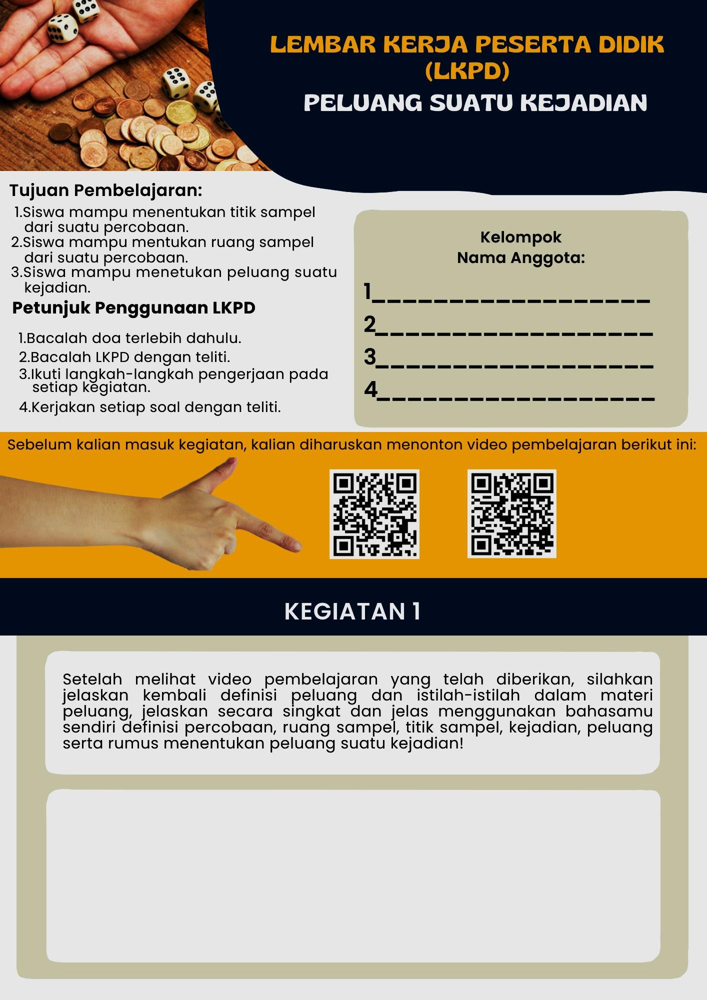 LEMBAR KERJA PESERTA DIDIK
(LKPD)
PELUANG SUATU KEJADIAN
Tujuan Pembelajaran:
1.Siswa mampu menentukan titik sampel
dari suatu percobaan.
2.Siswa mampu mentukan ruang sampel
dari suatu percobaan.
3.Siswa mampu menetukan peluang suatu
kejadian.
Petunjuk Penggunaan LKPD
1.Bacalah doa terlebih dahulu.
2.Bacalah LKPD dengan teliti.
3.Ikuti langkah-langkah pengerjaan pada
setiap kegiatan.
4.Kerjakan setiap soal dengan teliti.
Kelompok
Nama Anggota:
1__________________
2__________________
3__________________
4__________________
Sebelum kalian masuk kegiatan, kalian diharuskan menonton video pembelajaran berikut ini:
KEGIATAN 1
Setelah melihat video pembelajaran yang telah diberikan, silahkan
jelaskan kembali definisi peluang dan istilah-istilah dalam materi
peluang, jelaskan secara singkat dan jelas menggunakan bahasamu
sendiri definisi percobaan, ruang sampel, titik sampel, kejadian, peluang
serta rumus menentukan peluang suatu kejadian!